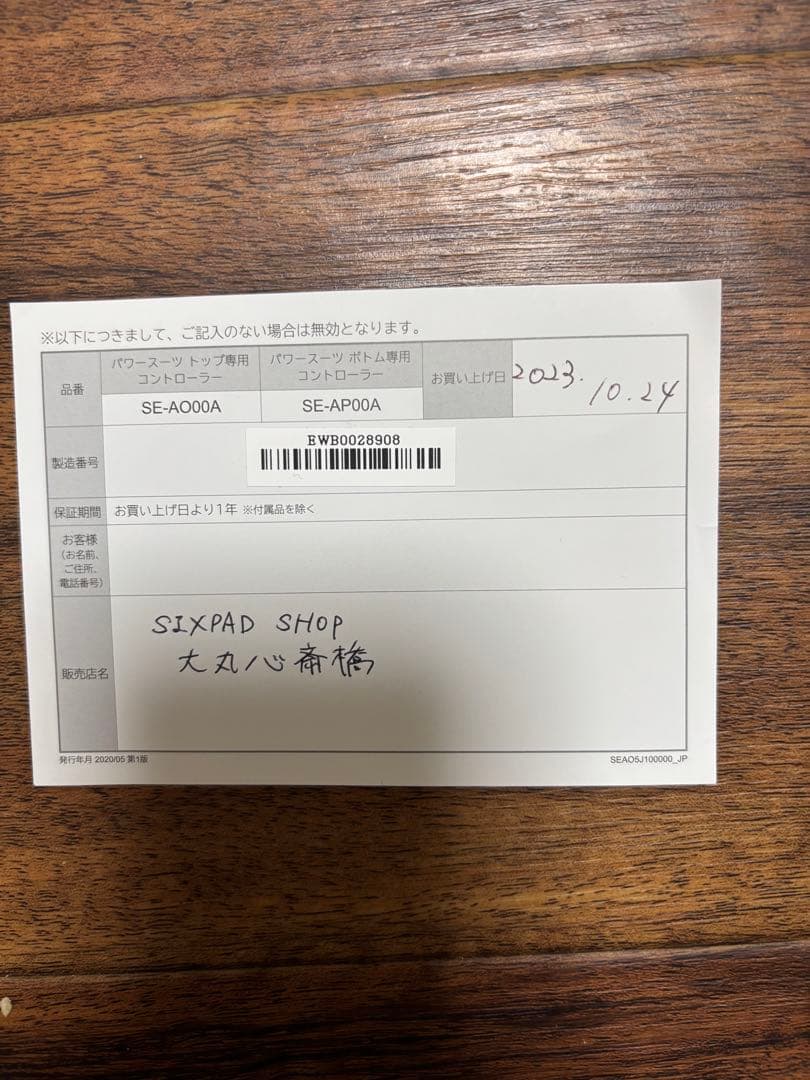 ※以下につきまして、ご記入のない場合は無効となります。
品番
パワースーツ トップ専用
コントローラー
パワースーツ ボトム専用
コントローラー
SE-AO00A
SE-AP00A
お買い上げ日
2023.
10.24
製造番号
EWB0028908
保証期間
お買い上げ日より1年 ※付属品を除く
お客様
(お名前、
ご住所、
電話番号)
販売店名
SIXPAD SHOP
大丸心斎橋
発行年月 2020/05 第1版
SEAO5J100000_JP